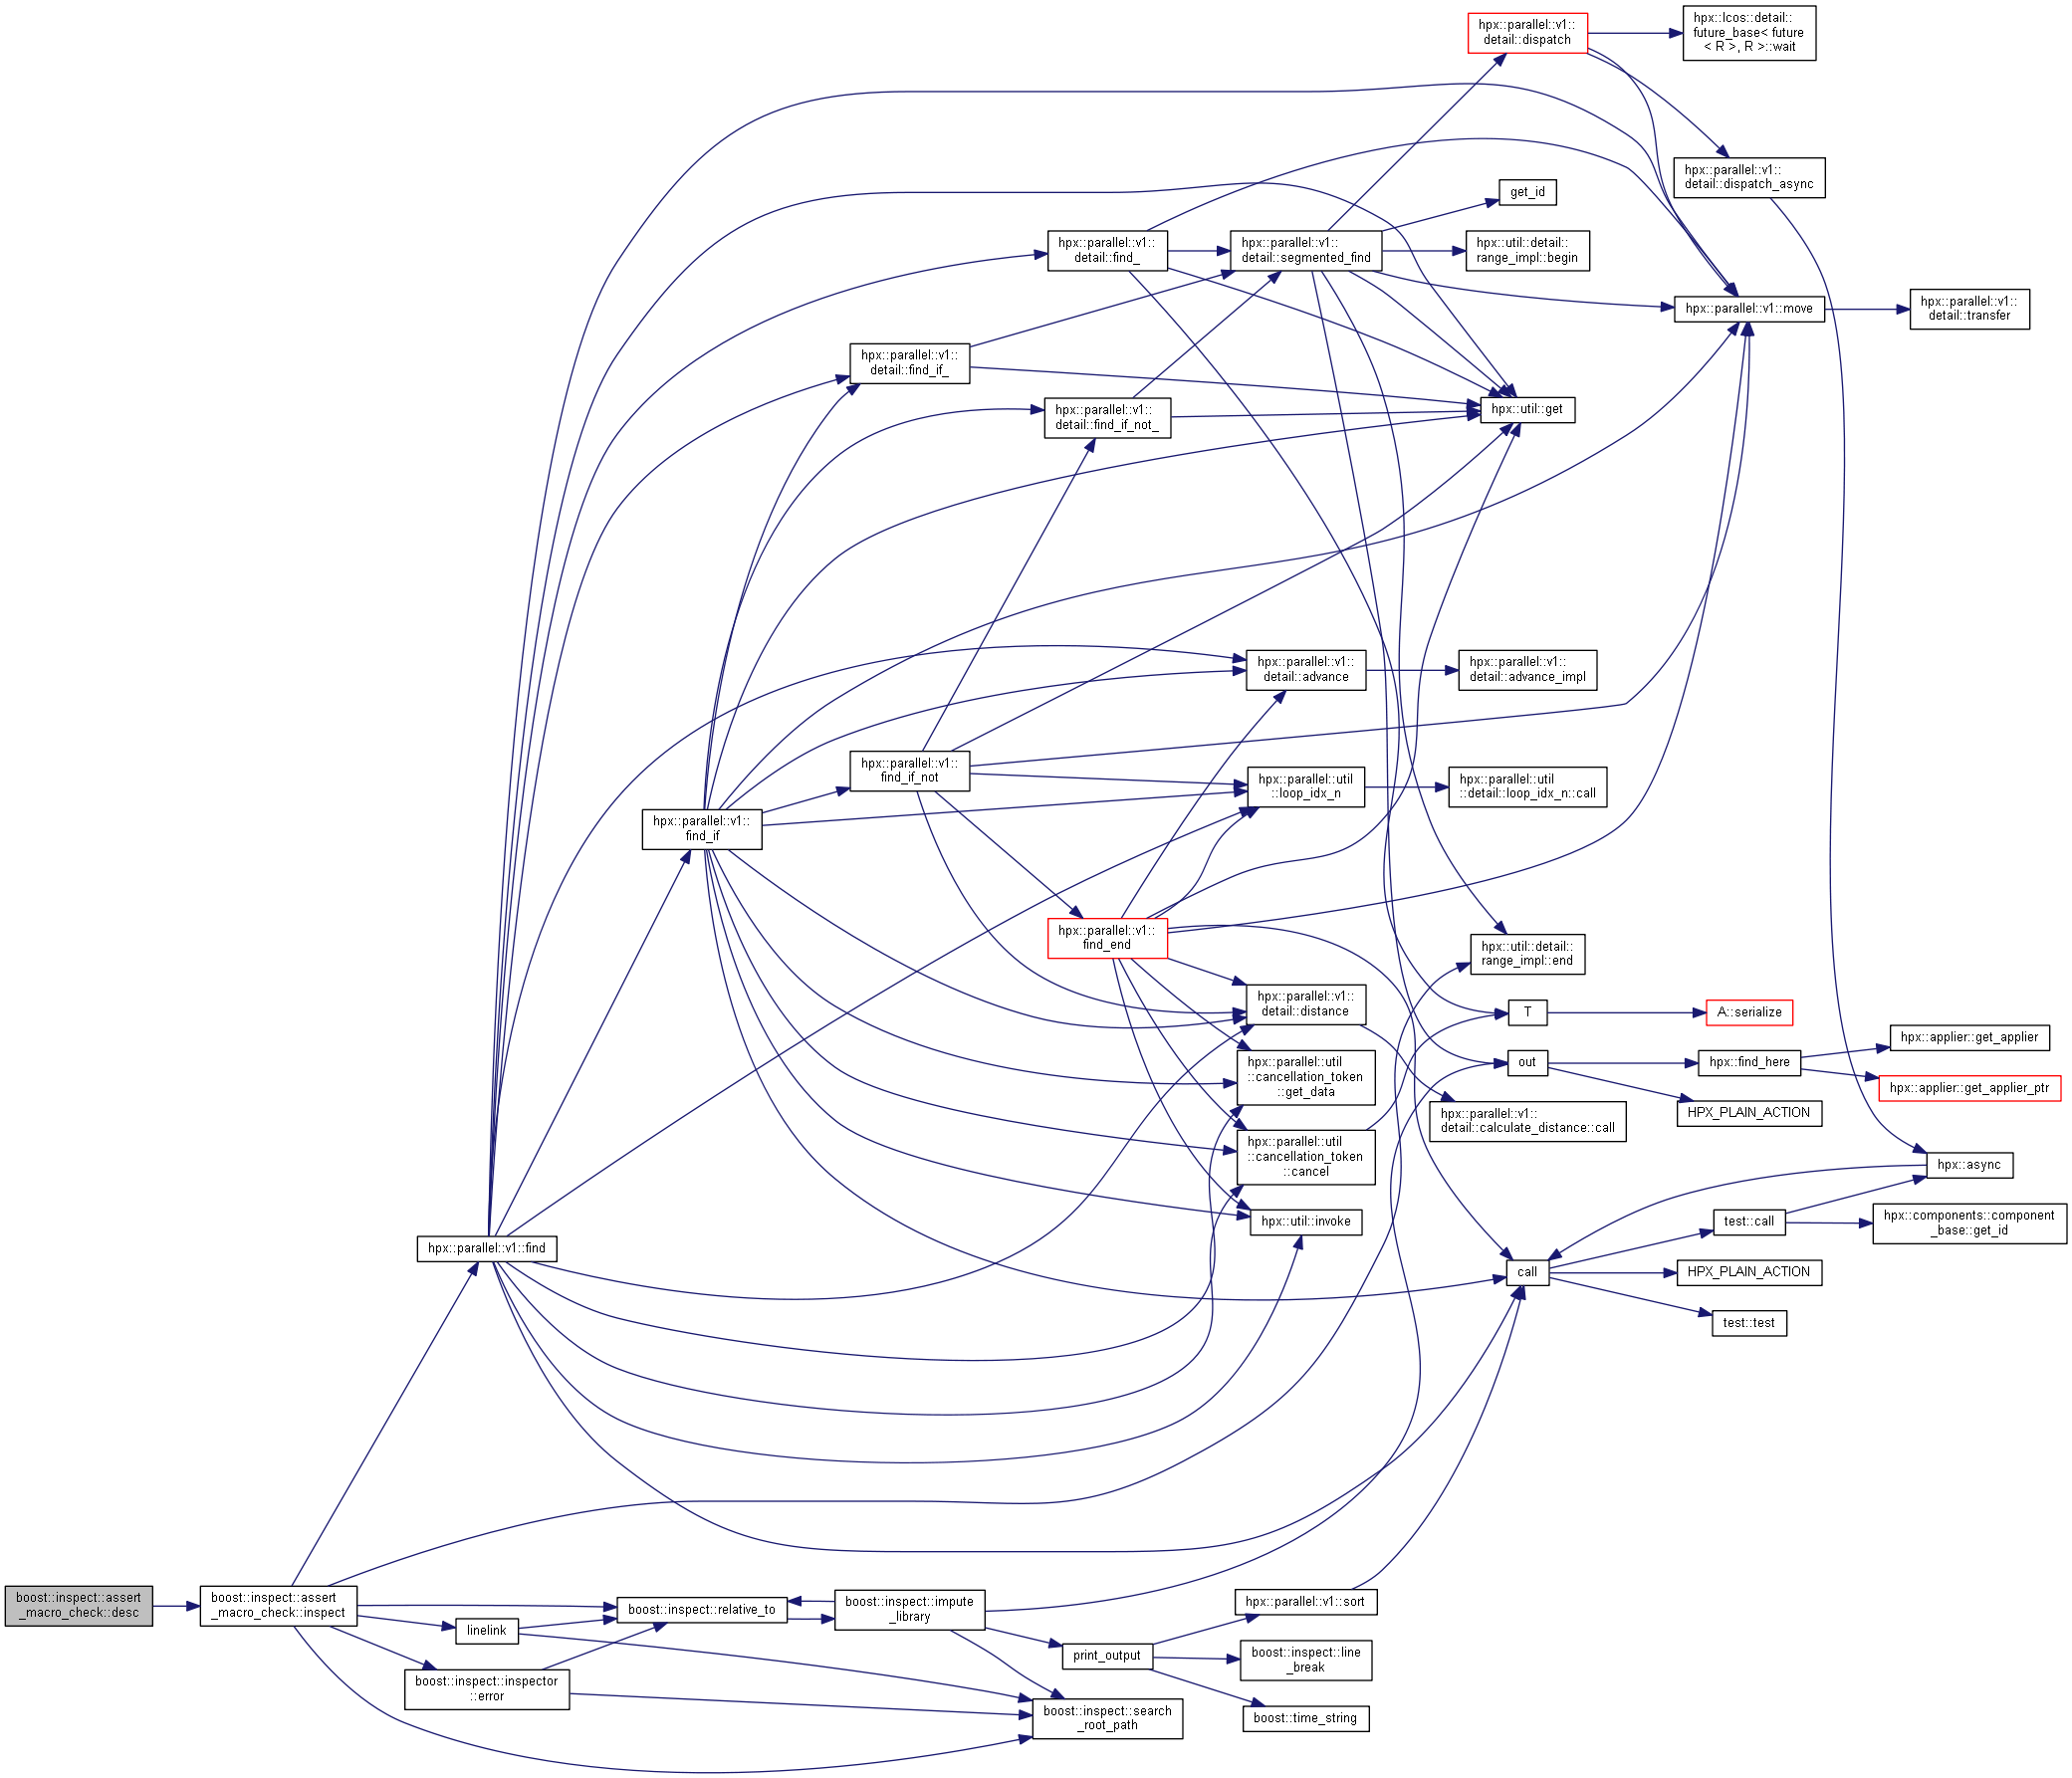 hpx::parallel::v1::
detail::dispatch
hpx::lcos::detail::
future_base< future
< R >, R >::wait
hpx::parallel::v1::
detail::dispatch_async
get_id
hpx::parallel::v1::
detail::find_
hpx::parallel::v1::
detail::segmented_find
hpx::util::detail::
range_impl::begin
hpx::parallel::v1::move
hpx::parallel::v1::
detail::transfer
hpx::parallel::v1::
detail::find_if_
hpx::parallel::v1::
detail::find_if_not_
hpx::util::get
hpx::parallel::v1::
detail::advance
hpx::parallel::v1::
detail::advance_impl
hpx::parallel::v1::
find_if_not
hpx::parallel::util
::loop_idx_n
hpx::parallel::util
::detail::loop_idx_n::call
hpx::parallel::v1::
find_if
hpx::parallel::v1::
find_end
hpx::util::detail::
range_impl::end
hpx::parallel::v1::
detail::distance
T
A::serialize
hpx::applier::get_applier
out
hpx::find_here
hpx::parallel::util
::cancellation_token
::get_data
hpx::applier::get_applier_ptr
HPX_PLAIN_ACTION
hpx::parallel::v1::
detail::calculate_distance::call
hpx::parallel::util
::cancellation_token
::cancel
hpx::async
hpx::util::invoke
test::call
hpx::components::component
_base::get_id
hpx::parallel::v1::find
call
HPX_PLAIN_ACTION
test::test
boost::inspect::assert
_macro_check::desc
boost::inspect::assert
_macro_check::inspect
boost::inspect::relative_to
boost::inspect::impute
_library
hpx::parallel::v1::sort
linelink
print_output
boost::inspect::line
_break
boost::inspect::inspector
::error
boost::inspect::search
_root_path
boost::time_string